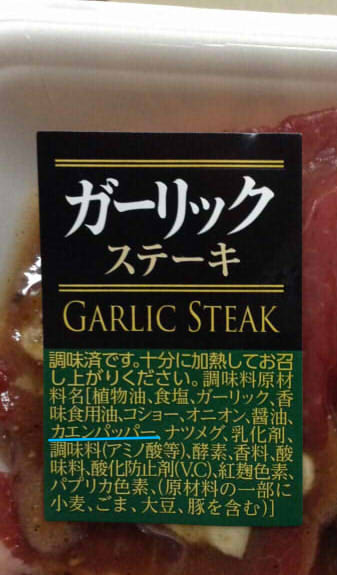 ガーリック
ステーキ
GARLIC STEAK
調味済です。十分に加熱してお召
し上がりください。調味料原材
料名[植物油、食塩、ガーリック、香
味食用油、コショー、オニオン、醤油、
カエンパッパー、ナツメグ、乳化剤、
調味料(アミノ酸等)、酵素、香料、酸
味料、酸化防止剤(V.C)、紅麹色素、
パプリカ色素、(原材料の一部に
小麦、ごま、大豆、豚を含む)]